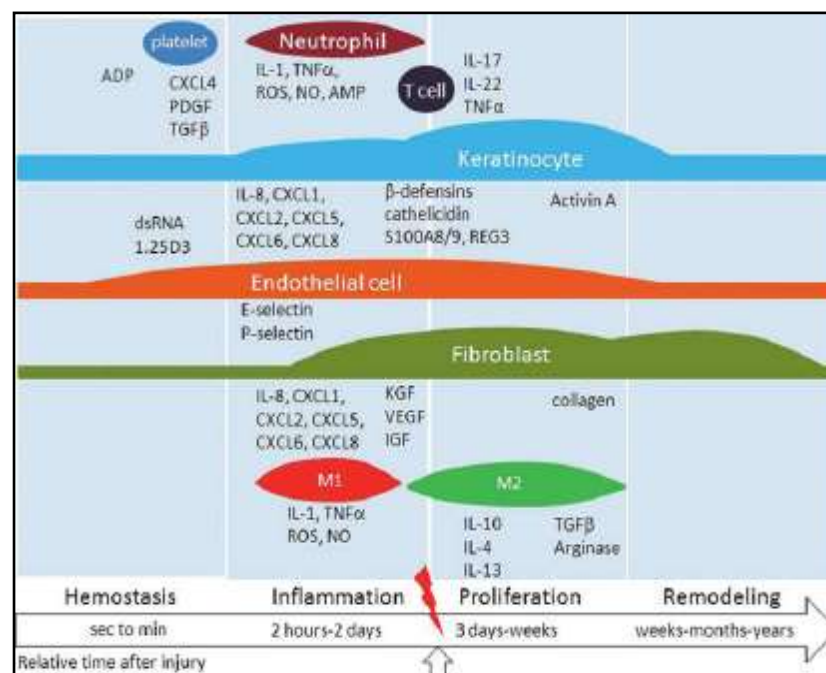 platelet
Neutrophil
ADP
CXCL4
PDGF
TGFβ
IL-1, TNFα,
ROS, NO, AMP
T cell
IL-17
IL-22
TNFα
Keratinocyte
dsRNA
1.25D3
IL-8, CXCL1,
CXCL2, CXCL5,
CXCL6, CXCL8
β-defensins
cathelicidin
S100A8/9, REG3
Activin A
Endothelial cell
E-selectin
P-selectin
Fibroblast
IL-8, CXCL1,
CXCL2, CXCL5,
CXCL6, CXCL8
KGF
VEGF
IGF
collagen
M1
M2
IL-1, TNFα
ROS, NO
IL-10
IL-4
IL-13
TGFβ
Arginase
Hemostasis Inflammation Proliferation Remodeling
sec to min 2 hours-2 days 3 days-weeks weeks-months-years
Relative time after injury